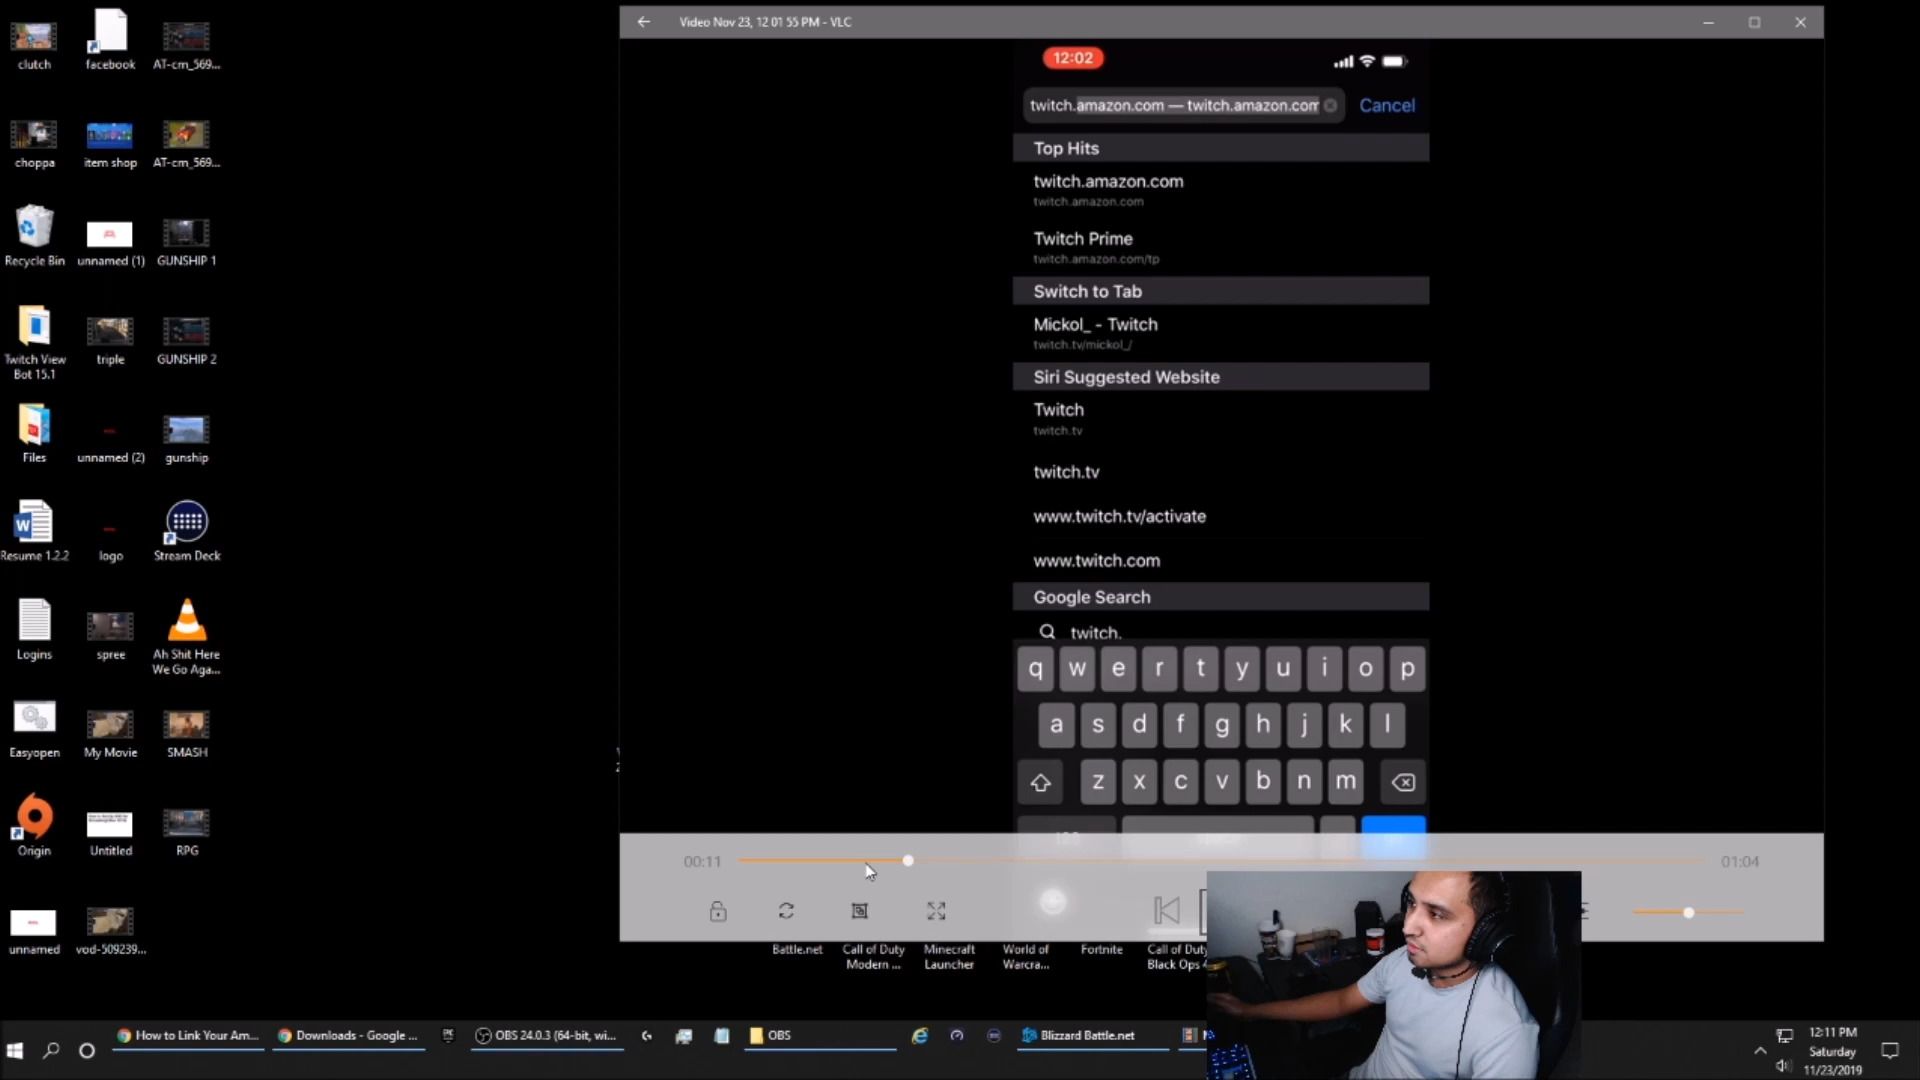 clutch
facebook
AT-cm_569...
choppa
item shop
AT-cm_569...
Recycle Bin
unnamed (1)
GUNSHIP 1
Twitch View
Bot 15.1
triple
GUNSHIP 2
Files
unnamed (2)
gunship
Resume 1.2.2
logo
Stream Deck
Logins
spree
Ah Shit Here
We Go Aga...
Easyopen
My Movie
SMASH
Origin
Untitled
RPG
unnamed
vod-509239...
Video Nov 23, 12 01 55 PM - VLC
12:02
twitch.amazon.com — twitch.amazon.com
Cancel
Top Hits
twitch.amazon.com
twitch.amazon.com
Twitch Prime
twitch.amazon.com/tp
Switch to Tab
Mickol_ - Twitch
twitch.tv/mickol_/
Siri Suggested Website
Twitch
twitch.tv
twitch.tv
www.twitch.tv/activate
www.twitch.com
Google Search
twitch.
q w e r t y u i o p
a s d f g h j k l
z x c v b n m
00:11
01:04
Battle.net
Call of Duty
Modern ...
Minecraft
Launcher
World of
Warcra...
Fortnite
Call of Duty
Black Ops
How to Link Your Am...
Downloads - Google ...
OBS 24.0.3 (64-bit, wi...
OBS
Blizzard Battle.net
12:11 PM
Saturday
11/23/2019